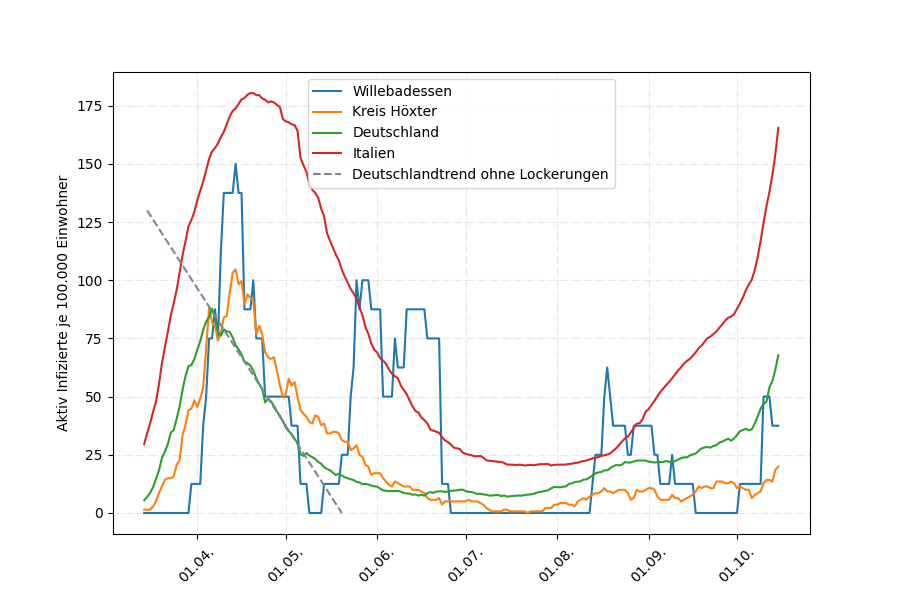 Willebadessen
Kreis Höxter
Deutschland
Italien
Deutschlandtrend ohne Lockerungen
Aktiv Infizierte je 100.000 Einwohner
175
150
125
100
75
50
25
0
01.04.
01.05.
01.06.
01.07.
01.08.
01.09.
01.10.